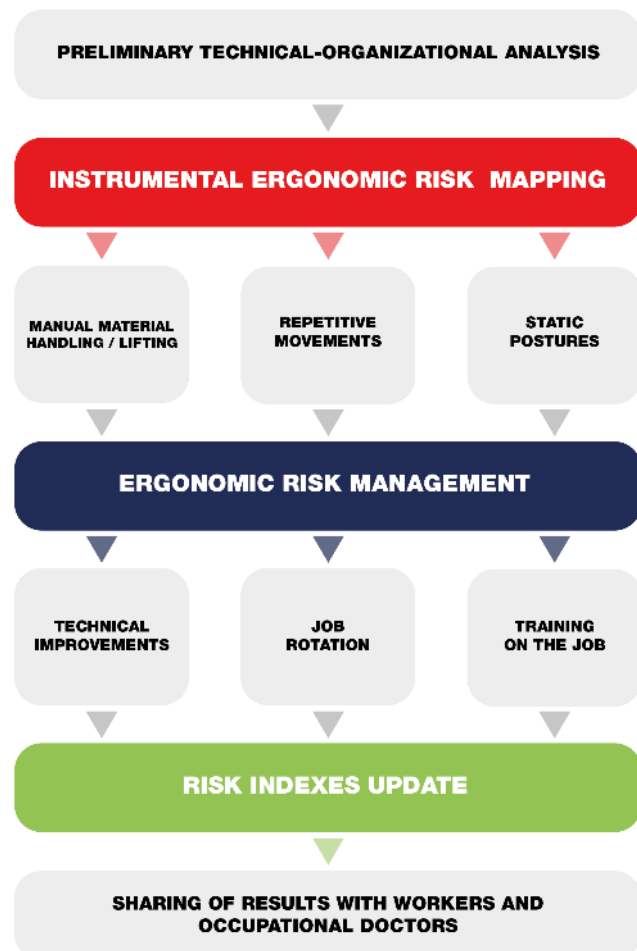 PRELIMINARY TECHNICAL-ORGANIZATIONAL ANALYSIS
INSTRUMENTAL ERGONOMIC RISK MAPPING
MANUAL MATERIAL
HANDLING / LIFTING
REPETITIVE
MOVEMENTS
STATIC
POSTURES
ERGONOMIC RISK MANAGEMENT
TECHNICAL
IMPROVEMENTS
JOB
ROTATION
TRAINING
ON THE JOB
RISK INDEXES UPDATE
SHARING OF RESULTS WITH WORKERS AND
OCCUPATIONAL DOCTORS